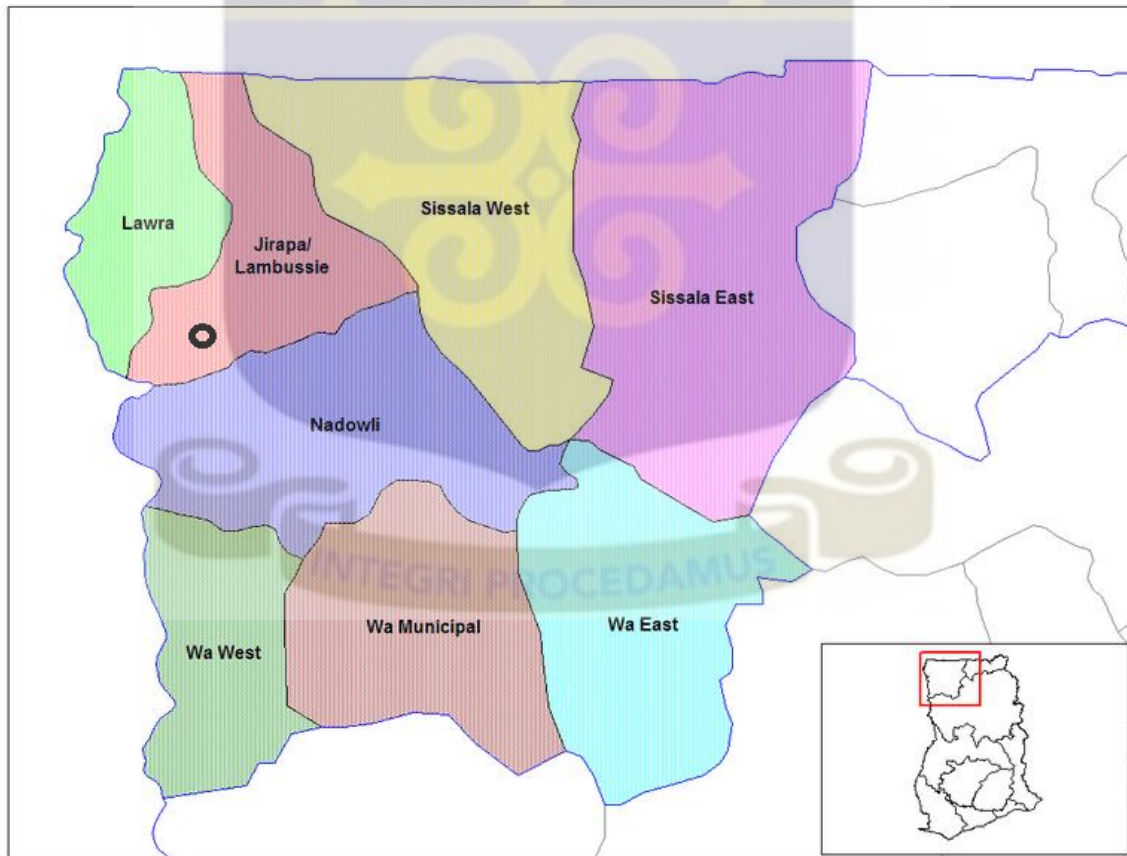 Lawra
Jirapa/
Lambussie
Sissala West
Sissala East
Nadowli
INTEGRI PROCEDAMUS
Wa West
Wa Municipal
Wa East